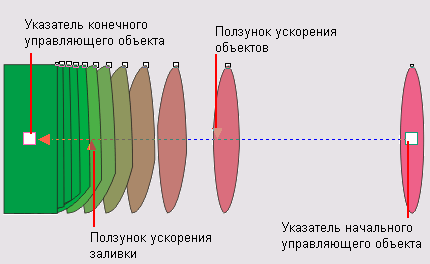 Указатель конечного
управляющего объекта
Ползунок ускорения
объектов
Ползунок ускорения
заливки
Указатель начального
управляющего объекта